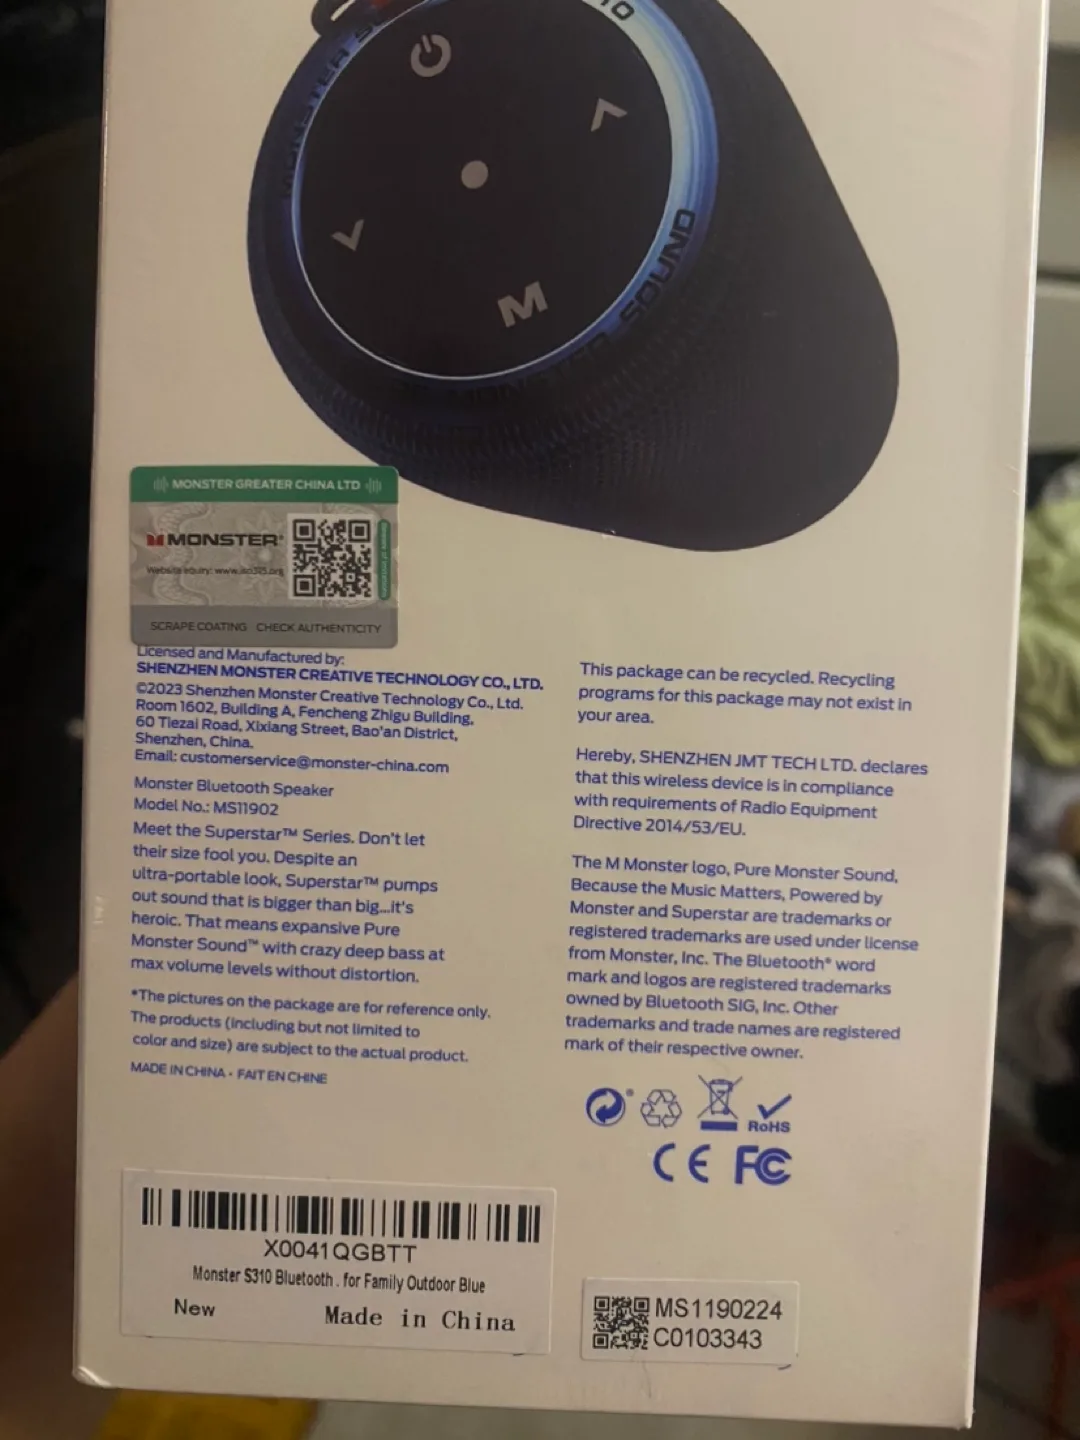 MONSTER SOUND
M
MONSTER GREATER CHINA LTD
MONSTER
Website equiry: www.iso315.org
SCRAPE COATING CHECK AUTHENTICITY
Licensed and Manufactured by:
SHENZHEN MONSTER CREATIVE TECHNOLOGY CO., LTD.
©2023 Shenzhen Monster Creative Technology Co., Ltd.
Room 1602, Building A, Fencheng Zhigu Building,
60 Tiezai Road, Xixiang Street, Bao'an District,
Shenzhen, China.
Email: customerservice@monster-china.com
Monster Bluetooth Speaker
Model No.: MS11902
Meet the Superstar™ Series. Don't let
their size fool you. Despite an
ultra-portable look, Superstar™ pumps
out sound that is bigger than big...it's
heroic. That means expansive Pure
Monster Sound™ with crazy deep bass at
max volume levels without distortion.
*The pictures on the package are for reference only.
The products (including but not limited to
color and size) are subject to the actual product.
MADE IN CHINA • FAIT EN CHINE
This package can be recycled. Recycling
programs for this package may not exist in
your area.
Hereby, SHENZHEN JMT TECH LTD. declares
that this wireless device is in compliance
with requirements of Radio Equipment
Directive 2014/53/EU.
The M Monster logo, Pure Monster Sound,
Because the Music Matters, Powered by
Monster and Superstar are trademarks or
registered trademarks are used under license
from Monster, Inc. The Bluetooth® word
mark and logos are registered trademarks
owned by Bluetooth SIG, Inc. Other
trademarks and trade names are registered
mark of their respective owner.
RoHS
CE FC
X0041QGBTT
Monster S310 Bluetooth . for Family Outdoor Blue
New Made in China
MS1190224
C0103343